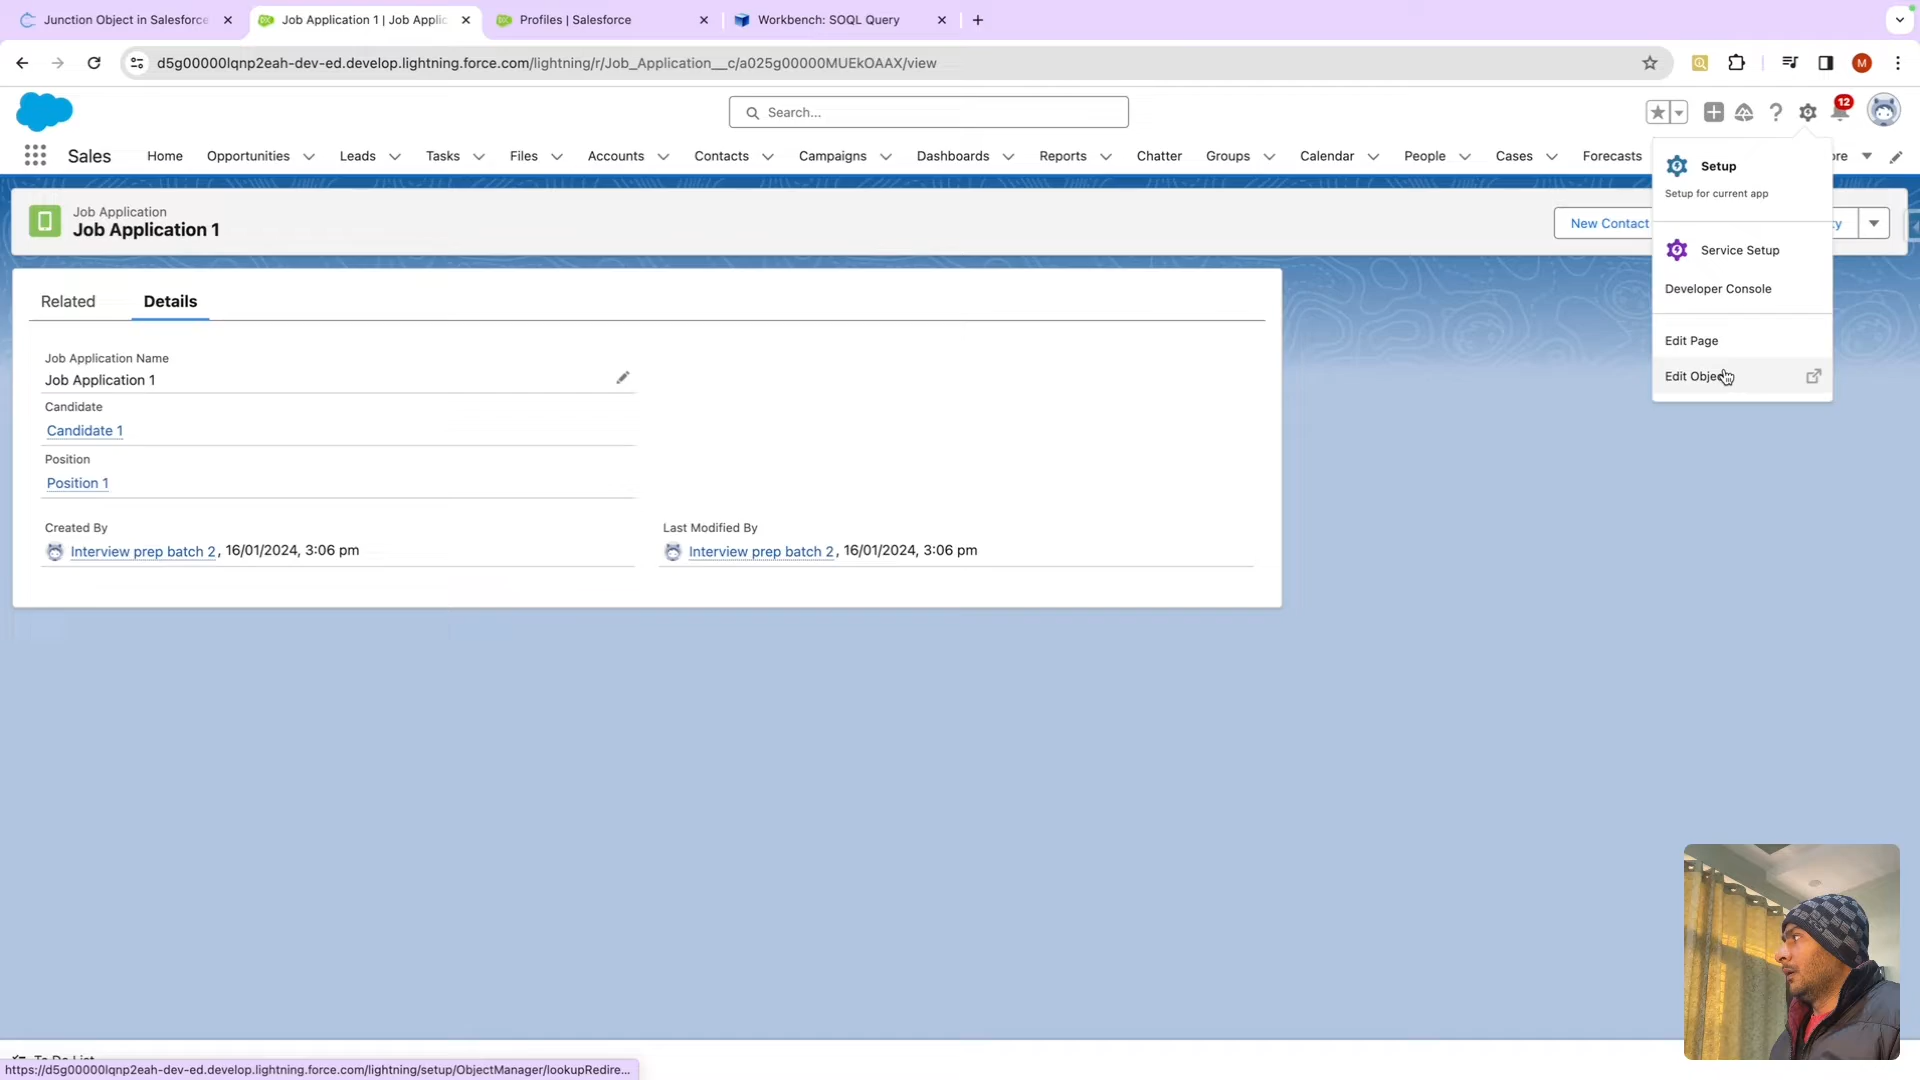 Junction Object in Salesforce
Job Application 1 | Job Applic
Profiles | Salesforce
Workbench: SOQL Query
d5g00000lqnp2eah-dev-ed.develop.lightning.force.com/lightning/r/Job_Application__c/a025g00000MUEkOAAX/view
M
Search...
12
Sales
Home
Opportunities
Leads
Tasks
Files
Accounts
Contacts
Campaigns
Dashboards
Reports
Chatter
Groups
Calendar
People
Cases
Forecasts
ore
Setup
Setup for current app
Service Setup
Developer Console
Edit Page
Edit Objec
Job Application
Job Application 1
New Contact
ty
Related
Details
Job Application Name
Job Application 1
Candidate
Candidate 1
Position
Position 1
Created By
Interview prep batch 2, 16/01/2024, 3:06 pm
Last Modified By
Interview prep batch 2, 16/01/2024, 3:06 pm
To Do List
https://d5g00000lqnp2eah-dev-ed.develop.lightning.force.com/lightning/setup/ObjectManager/lookupRedire...